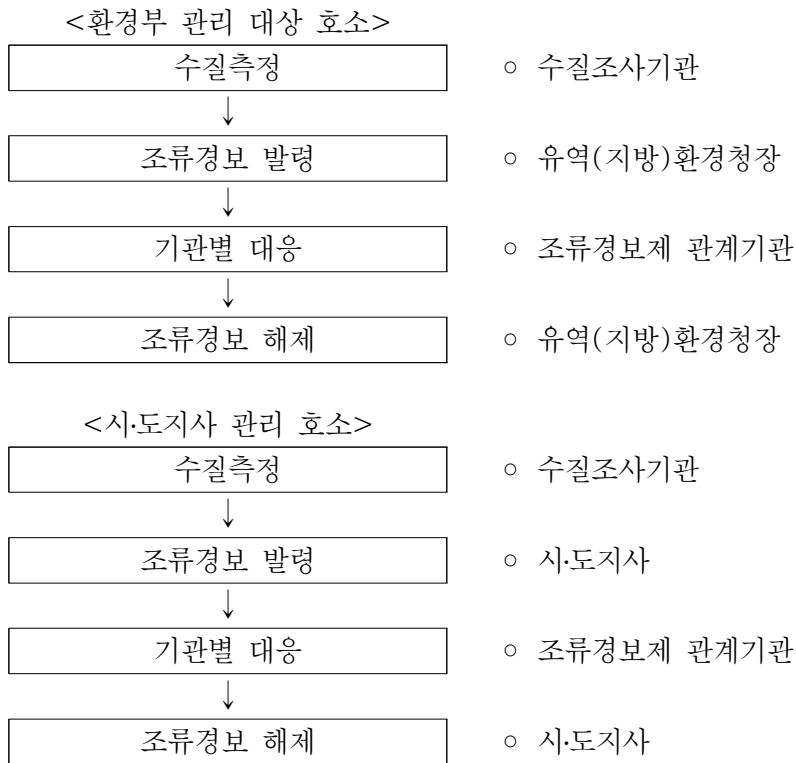 <환경부 관리 대상 호소>
수질측정 ○ 수질조사기관
↓
조류경보 발령 ○ 유역(지방)환경청장
↓
기관별 대응 ○ 조류경보제 관계기관
↓
조류경보 해제 ○ 유역(지방)환경청장
<시·도지사 관리 호소>
수질측정 ○ 수질조사기관
↓
조류경보 발령 ○ 시·도지사
↓
기관별 대응 ○ 조류경보제 관계기관
↓
조류경보 해제 ○ 시·도지사